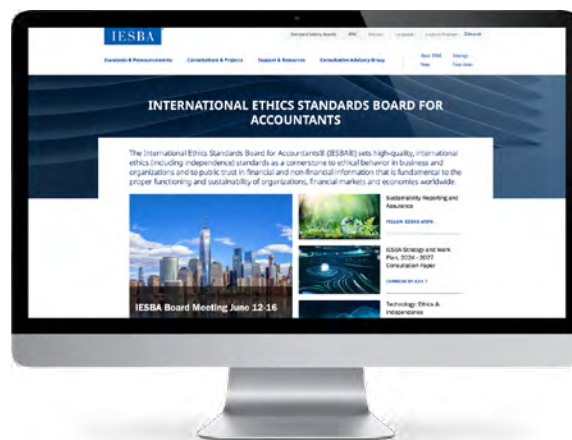 IESBA
Standard Setting Boards IFAC
Standards & Pronouncements Consultations & Projects Support & Resources Consultative Advisory Group
INTERNATIONAL ETHICS STANDARDS BOARD FOR
ACCOUNTANTS
The International Ethics Standards Board for Accountants® (IESBA®) sets high-quality, international
ethics (including independence) standards as a cornerstone to ethical behavior in business and
organizations and to public trust in financial and non-financial information that is fundamental to the
proper functioning and sustainability of organizations, financial markets and economies worldwide.
IESBA Board Meeting June 12-16
Sustainability Reporting and
Assurance
IESBA Strategy and Work
Plan, 2024 - 2027
Consultation Paper
Technology: Ethics &
Independence